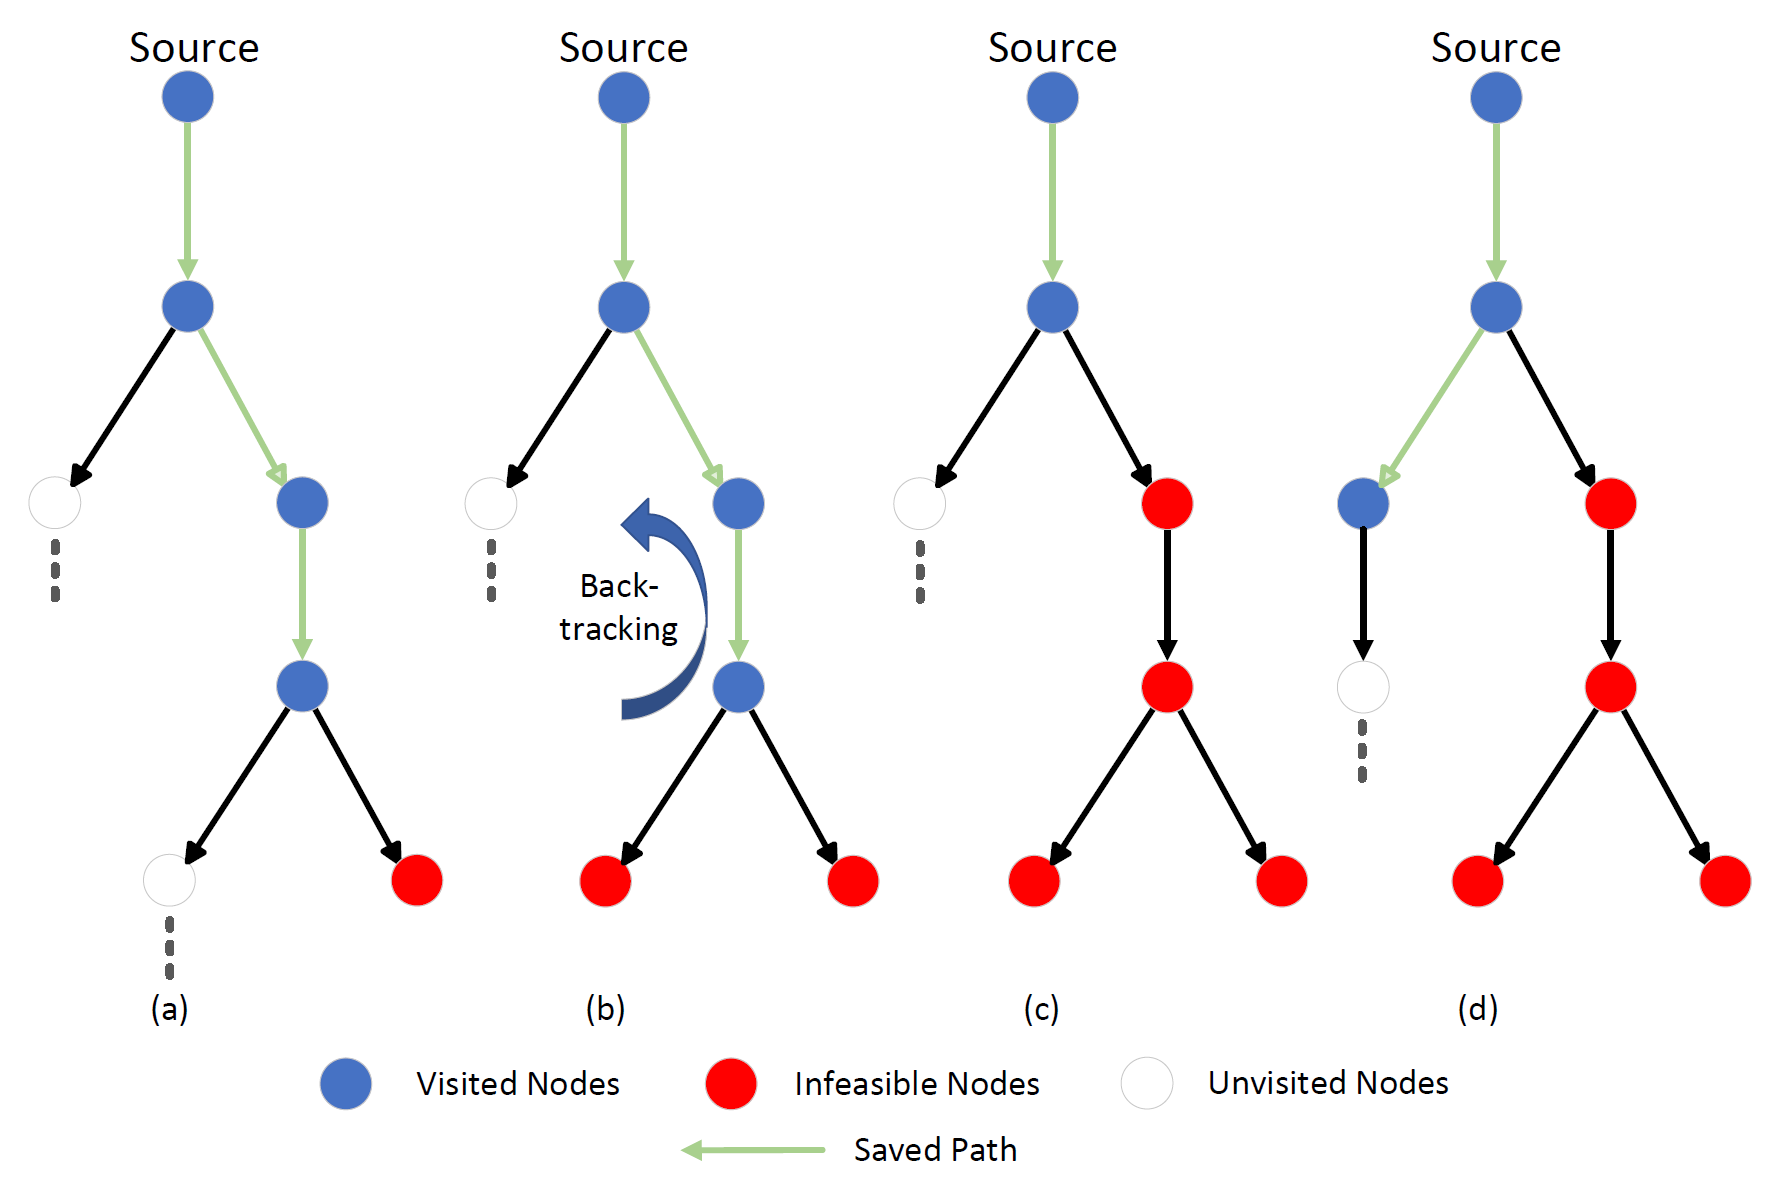 Source
Source
Source
Source
Back-
tracking
(a)
(b)
(c)
(d)
Visited Nodes
Infeasible Nodes
Unvisited Nodes
Saved Path